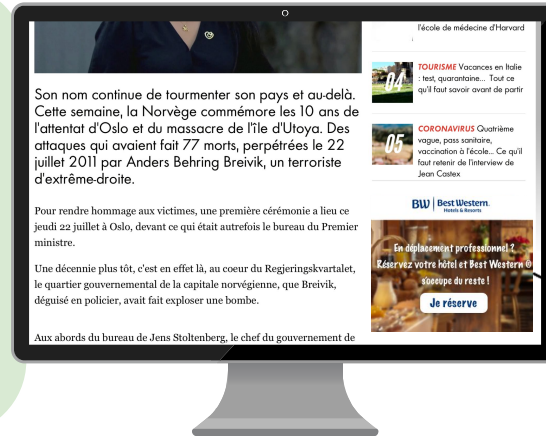 Son nom continue de tourmenter son pays et au-delà.
Cette semaine, la Norvège commémore les 10 ans de
l'attentat d'Oslo et du massacre de l'île d'Utoya. Des
attaques qui avaient fait 77 morts, perpétrées le 22
juillet 2011 par Anders Behring Breivik, un terroriste
d'extrême-droite.
Pour rendre hommage aux victimes, une première cérémonie a lieu ce
jeudi 22 juillet à Oslo, devant ce qui était autrefois le bureau du Premier
ministre.
Une décennie plus tôt, c'est en effet là, au coeur du Regjeringskvartalet,
le quartier gouvernemental de la capitale norvégienne, que Breivik,
déguisé en policier, avait fait exploser une bombe.
Aux abords du bureau de Jens Stoltenberg, le chef du gouvernement de
l'école de médecine d'Harvard
04
TOURISME Vacances en Italie
: test, quarantaine... Tout ce
qu'il faut savoir avant de partir
05
CORONAVIRUS Quatrième
vague, pass sanitaire,
vaccination à l'école... Ce qu'il
faut retenir de l'interview de
Jean Castex
BW Best Western
Hotels & Resorts
En déplacement professionnel ?
Réservez votre hôtel et Best Western ®
s'occupe du reste !
Je réserve